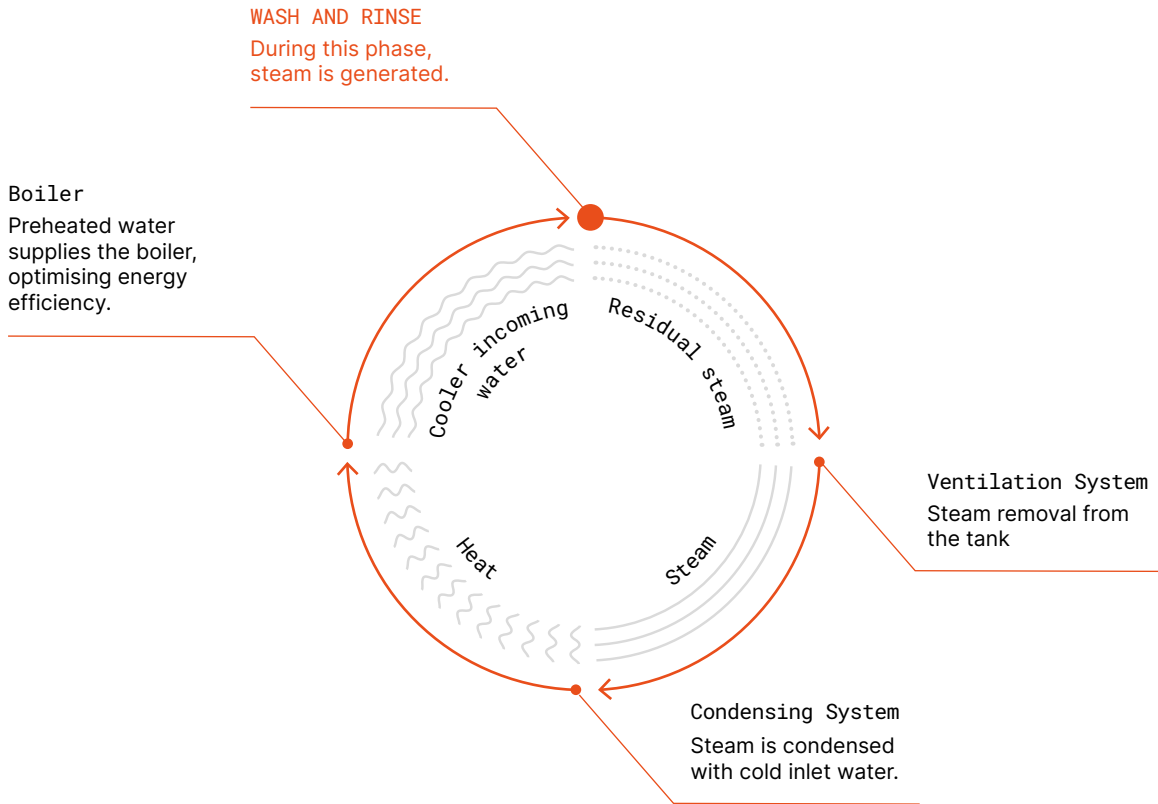 WASH AND RINSE
During this phase,
steam is generated.
Boiler
Preheated water
supplies the boiler,
optimising energy
efficiency.
Cooler incoming
water
Residual steam
Ventilation System
Steam removal from
the tank
Heat
Steam
Condensing System
Steam is condensed
with cold inlet water.